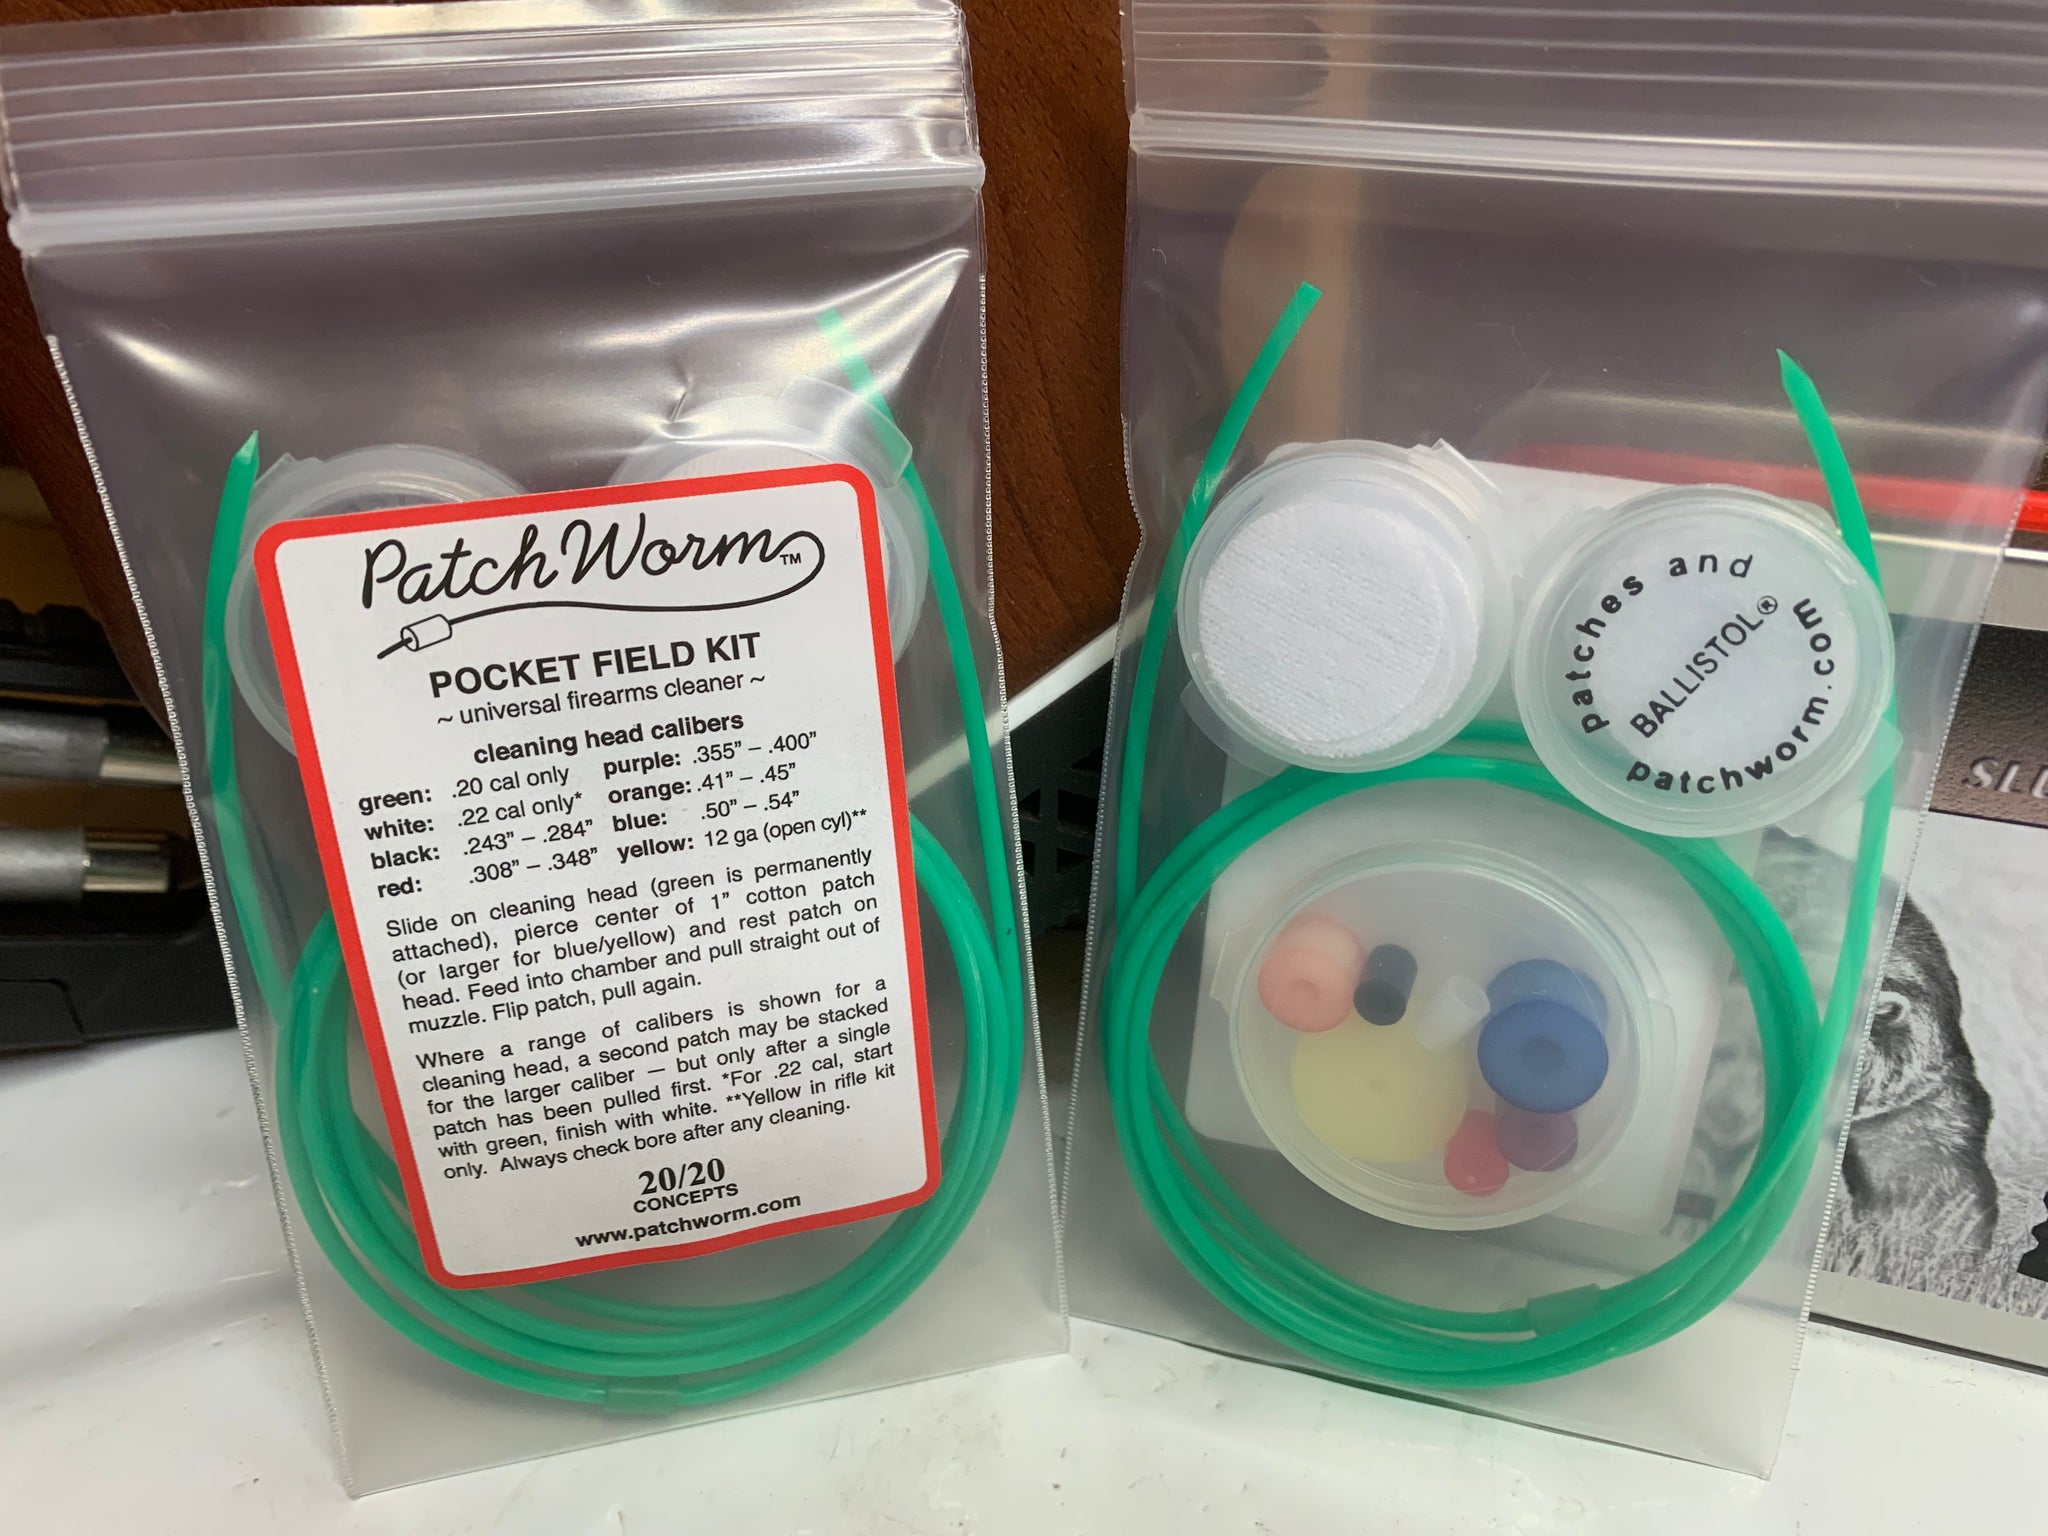 PatchWorm™
POCKET FIELD KIT
~ universal firearms cleaner ~
cleaning head calibers
green: .20 cal only purple: .355” – .400”
white: .22 cal only* orange: .41” – .45”
black: .243” – .284” blue: .50” – .54”
red: .308” – .348” yellow: 12 ga (open cyl)**
Slide on cleaning head (green is permanently
attached), pierce center of 1” cotton patch
(or larger for blue/yellow) and rest patch on
head. Feed into chamber and pull straight out of
muzzle. Flip patch, pull again.
Where a range of calibers is shown for a
cleaning head, a second patch may be stacked
for the larger caliber — but only after a single
patch has been pulled first. *For .22 cal, start
with green, finish with white. **Yellow in rifle kit
only. Always check bore after any cleaning.
20/20
CONCEPTS
www.patchworm.com
patches and
BALLISTOL®
patchworm.com